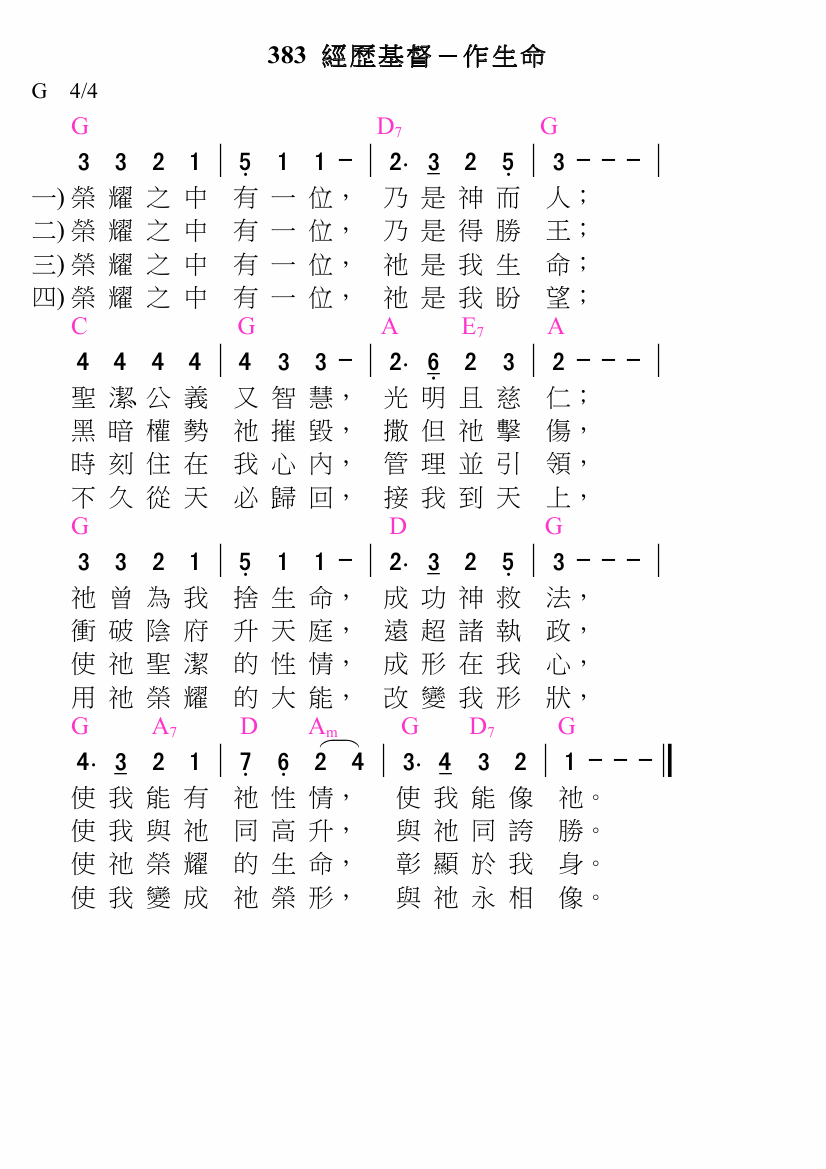 383 經歷基督－作生命
G 4/4
G D7 G
3 3 2 1 | 5̣ 1 1 － | 2. 3̲ 2 5̣ | 3 － － － |
一) 榮耀之中 有一位， 乃是神而 人；
二) 榮耀之中 有一位， 乃是得勝 王；
三) 榮耀之中 有一位， 祂是我生 命；
四) 榮耀之中 有一位， 祂是我盼 望；
C G A E7 A
4 4 4 4 | 4 3 3 － | 2. 6̲̣ 2 3 | 2 － － － |
聖潔、公義 又智慧， 光明且慈 仁；
黑暗權勢 祂摧毀， 撒但祂擊 傷，
時刻住在 我心內， 管理並引 領，
不久從天 必歸回， 接我到天 上，
G D G
3 3 2 1 | 5̣ 1 1 － | 2. 3̲ 2 5̣ | 3 － － － |
祂曾為我 捨生命， 成功神救 法，
衝破陰府 升天庭， 遠超諸執 政，
使祂聖潔 的性情， 成形在我 心，
用祂榮耀 的大能， 改變我形 狀，
G A7 D Am G D7 G
4. 3̲ 2 1 | 7̣ 6̣ 2 4 | 3. 4̲ 3 2 | 1 － － － ‖
使我能有 祂性情， 使我能像 祂。
使我與祂 同高升， 與祂同誇 勝。
使祂榮耀 的生命， 彰顯於我 身。
使我變成 祂榮形， 與祂永相 像。